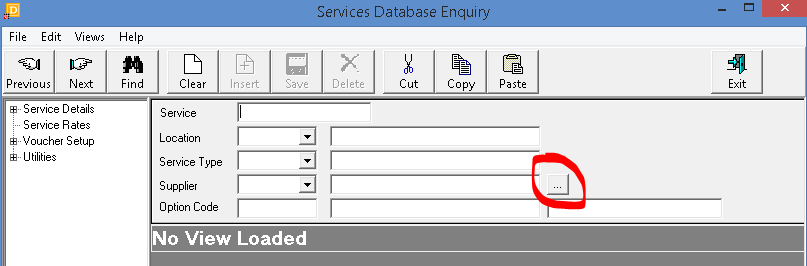 Services Database Enquiry
File Edit Views Help
Previous Next Find Clear Insert Save Delete Cut Copy Paste Exit
Service Details
Service Rates
Voucher Setup
Utilities
Service
Location
Service Type
Supplier ...
Option Code
No View Loaded